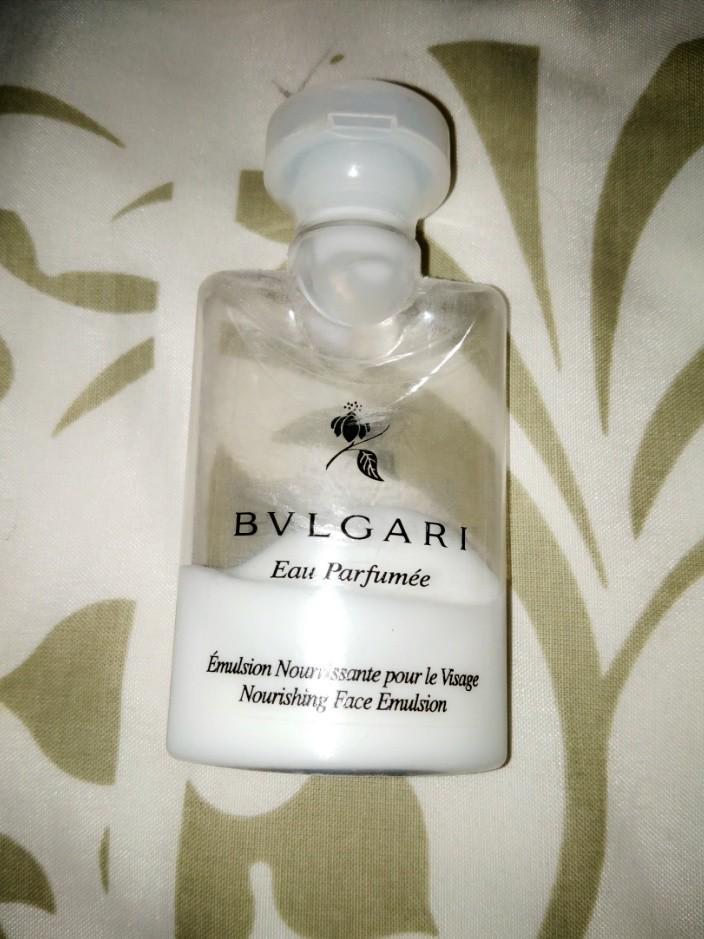 BVLGARI
Eau Parfumée
Émulsion Nourrissante pour le Visage
Nourishing Face Emulsion